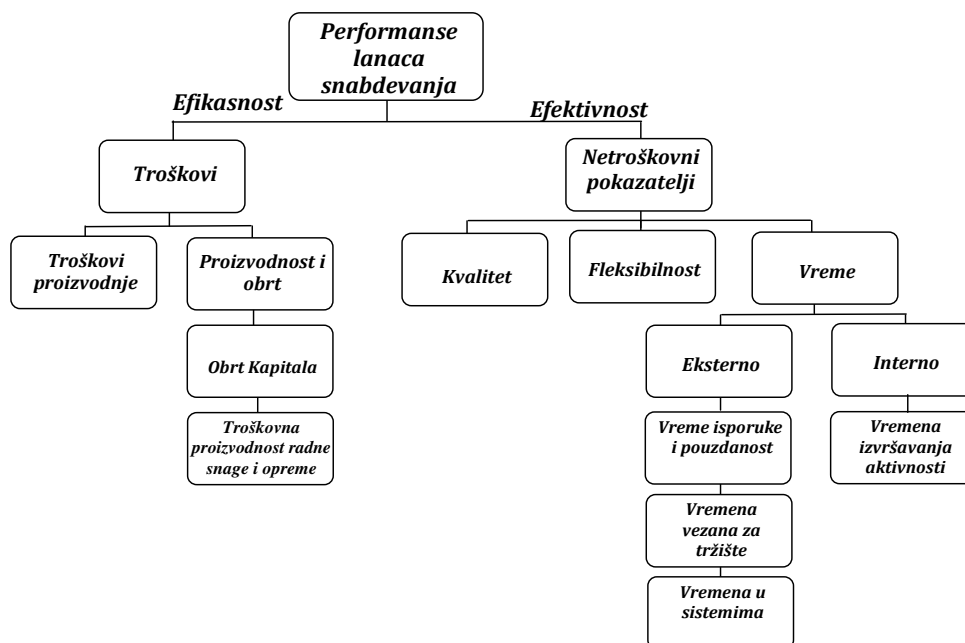 Performanse
lanaca
snabdevanja
Efikasnost
Efektivnost
Troškovi
Netroškovni
pokazatelji
Troškovi
proizvodnje
Proizvodnost i
obrt
Kvalitet
Fleksibilnost
Vreme
Obrt Kapitala
Eksterno
Interno
Troškovna
proizvodnost radne
snage i opreme
Vreme isporuke
i pouzdanost
Vremena
izvršavanja
aktivnosti
Vremena
vezana za
tržište
Vremena u
sistemima